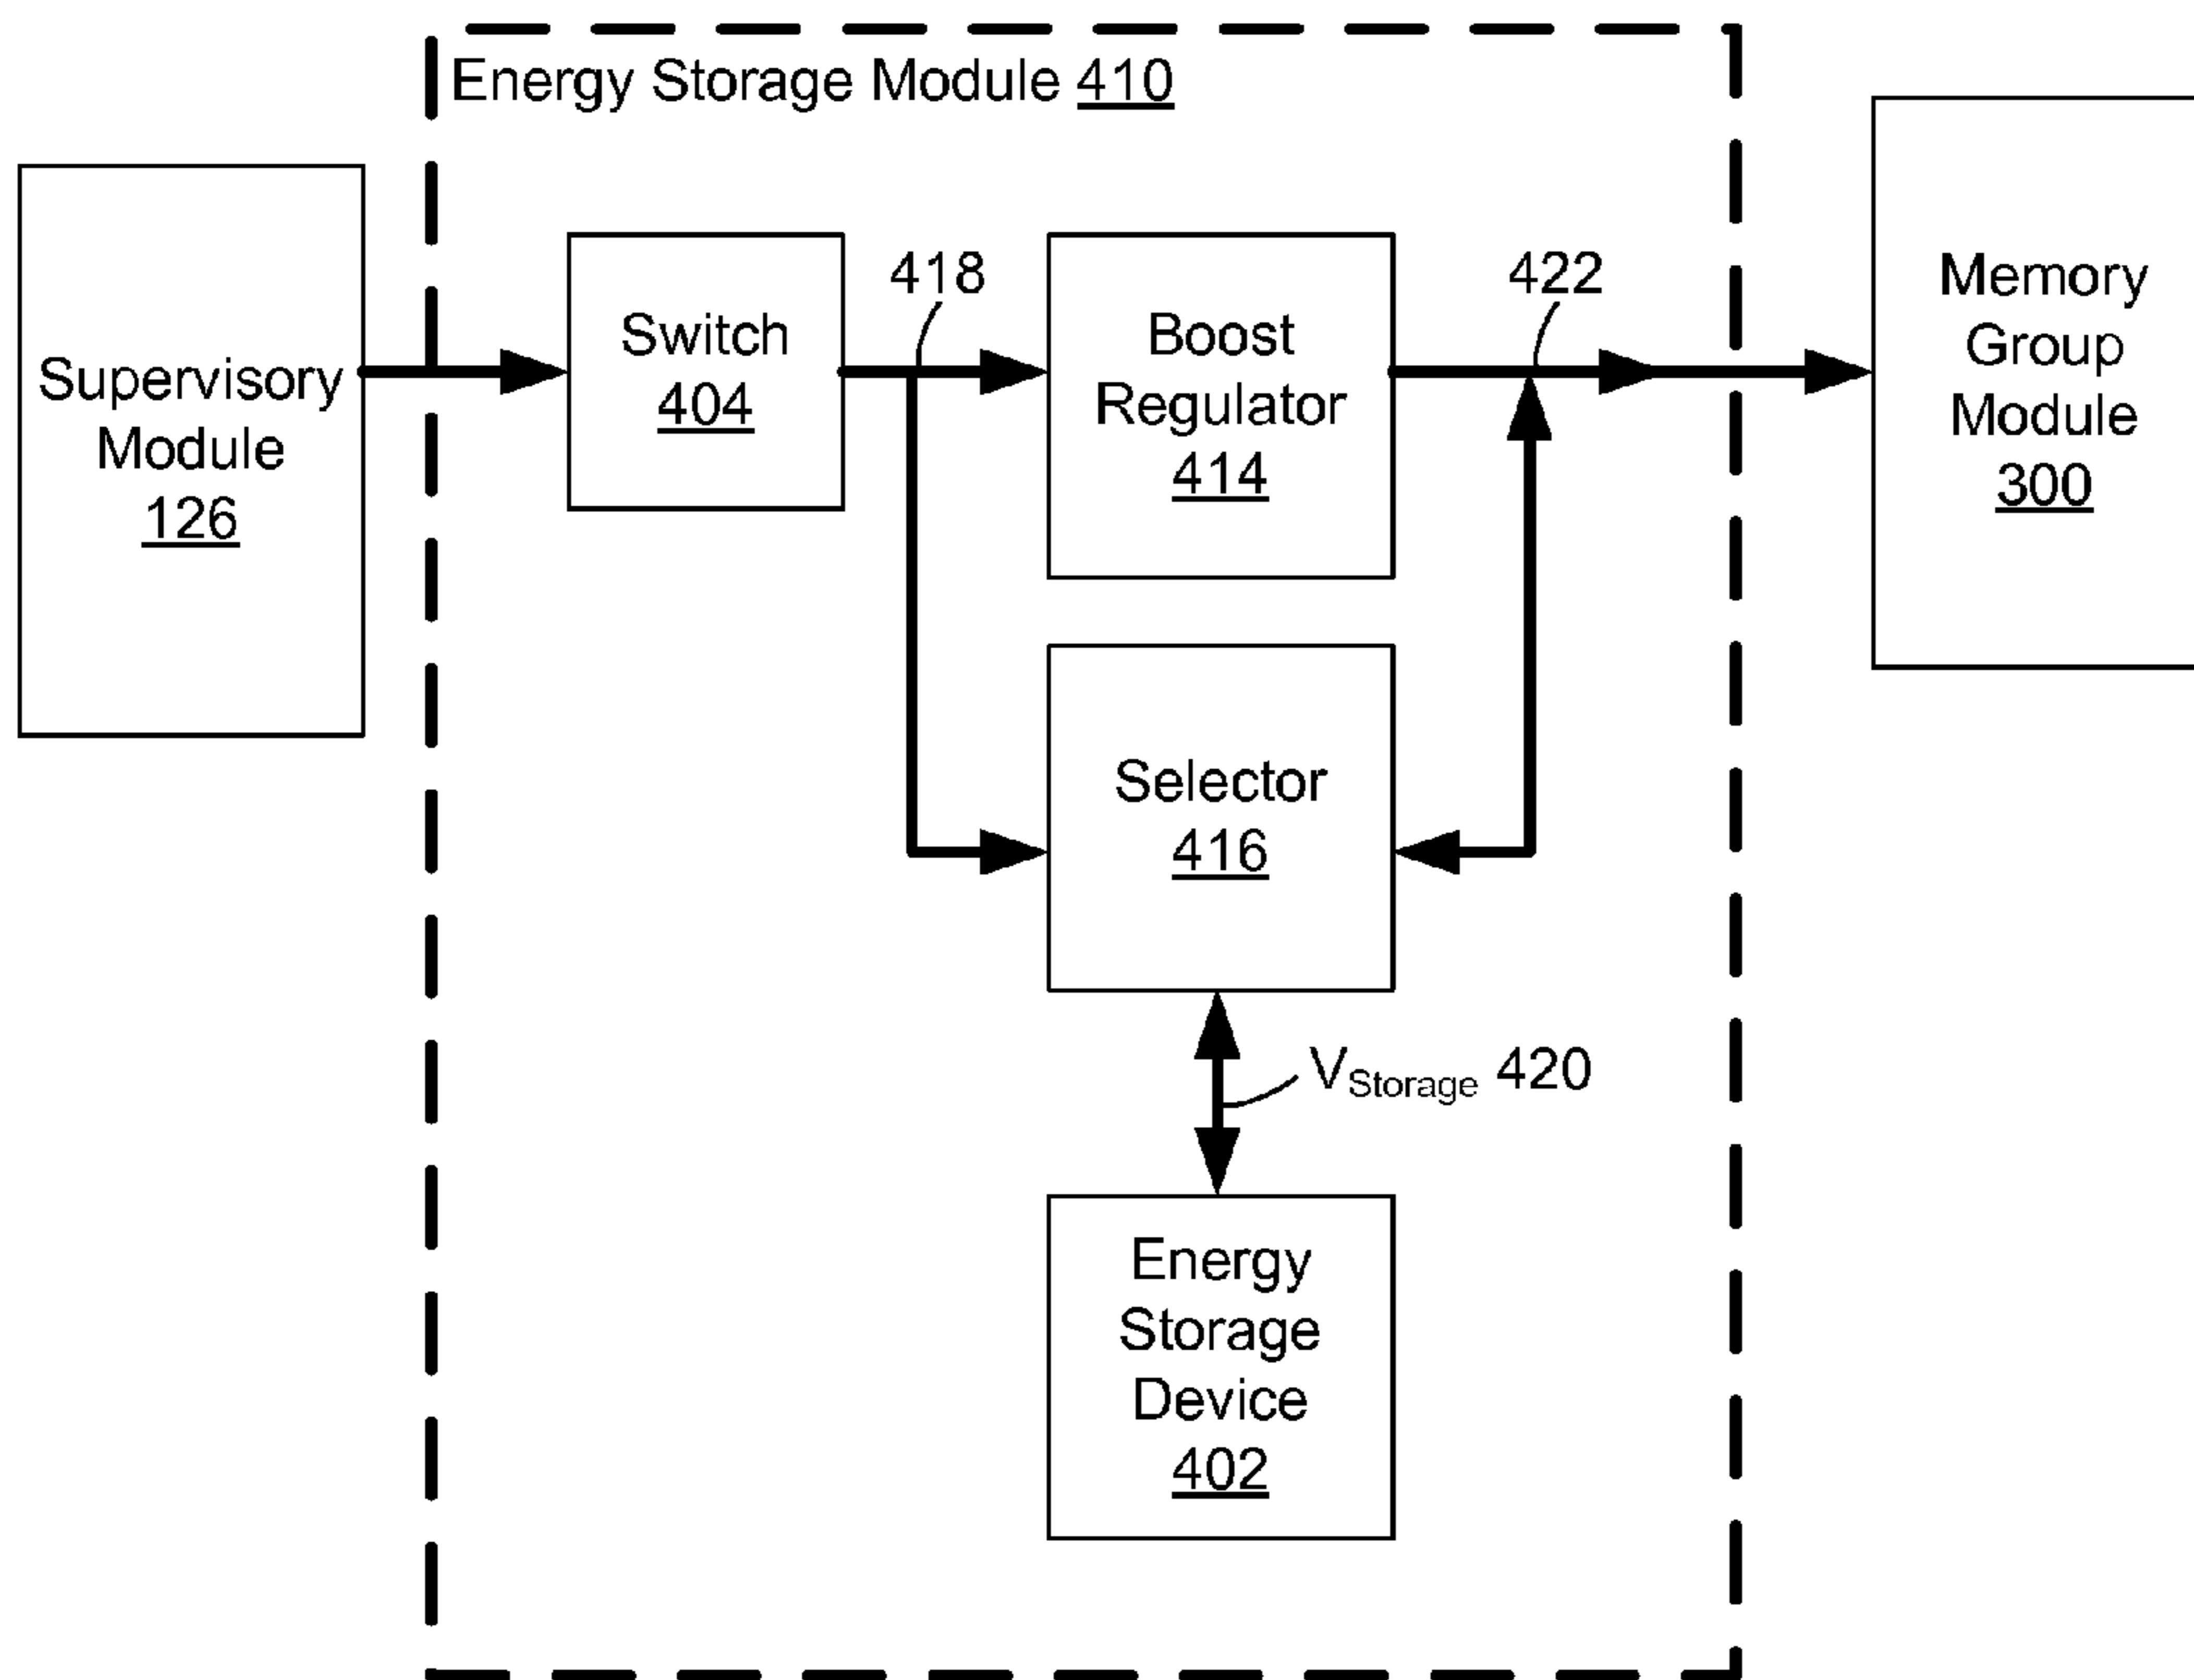 Energy Storage Module 410
Supervisory
Module
126
Switch
404
418
Boost
Regulator
414
422
Memory
Group
Module
300
Selector
416
VStorage 420
Energy
Storage
Device
402